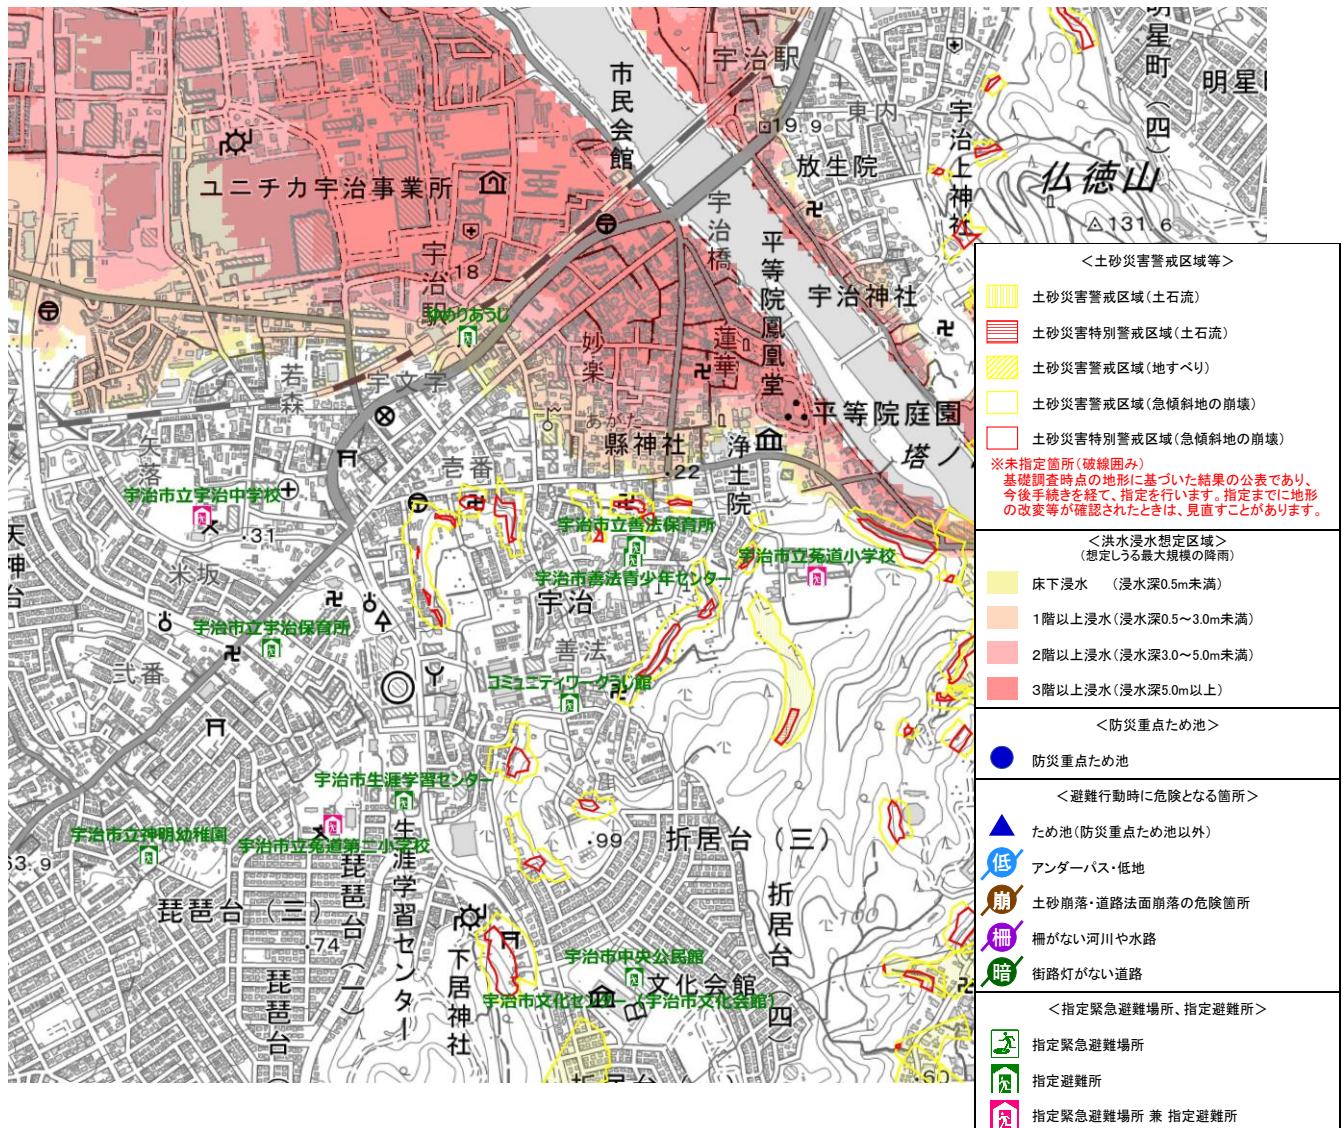 宇治駅
明星町(四)
明星
市民会館
東内
19.9
宇治上神社
放生院
仏徳山
131.6
ユニチカ宇治事業所
宇治橋
平等院鳳凰堂
宇治駅
18
ゆめりあうじ
宇治神社
妙楽
蓮華
若森
宇文字
平等院庭園
あがた
縣神社
浄土院
塔ノ
22
矢落
壱番
宇治市立宇治中学校
31
宇治市立善法保育所
宇治市立菟道小学校
天神台
米坂
宇治市善法青少年センター
宇治
宇治市立宇治保育所
善法
弐番
コミュニティワークうじ館
宇治市生涯学習センター
宇治市立神明幼稚園
宇治市立菟道第二小学校
63.9
生涯学習センター
99
折居台(三)
琵琶台(三)
琵琶台(一)
74
折居台(四)
100
下居神社
宇治市中央公民館
文化会館
宇治市文化センター(宇治市文化会館)
琵琶台
折居台
60
<土砂災害警戒区域等>
土砂災害警戒区域(土石流)
土砂災害特別警戒区域(土石流)
土砂災害警戒区域(地すべり)
土砂災害警戒区域(急傾斜地の崩壊)
土砂災害特別警戒区域(急傾斜地の崩壊)
※未指定箇所(破線囲み)
基礎調査時点の地形に基づいた結果の公表であり、
今後手続きを経て、指定を行います。指定までに地形
の改変等が確認されたときは、見直すことがあります。
<洪水浸水想定区域>
(想定しうる最大規模の降雨)
床下浸水 (浸水深0.5m未満)
1階以上浸水(浸水深0.5~3.0m未満)
2階以上浸水(浸水深3.0~5.0m未満)
3階以上浸水(浸水深5.0m以上)
<防災重点ため池>
防災重点ため池
<避難行動時に危険となる箇所>
ため池(防災重点ため池以外)
低 アンダーパス・低地
崩 土砂崩落・道路法面崩落の危険箇所
柵 柵がない河川や水路
暗 街路灯がない道路
<指定緊急避難場所、指定避難所>
指定緊急避難場所
指定避難所
指定緊急避難場所 兼 指定避難所